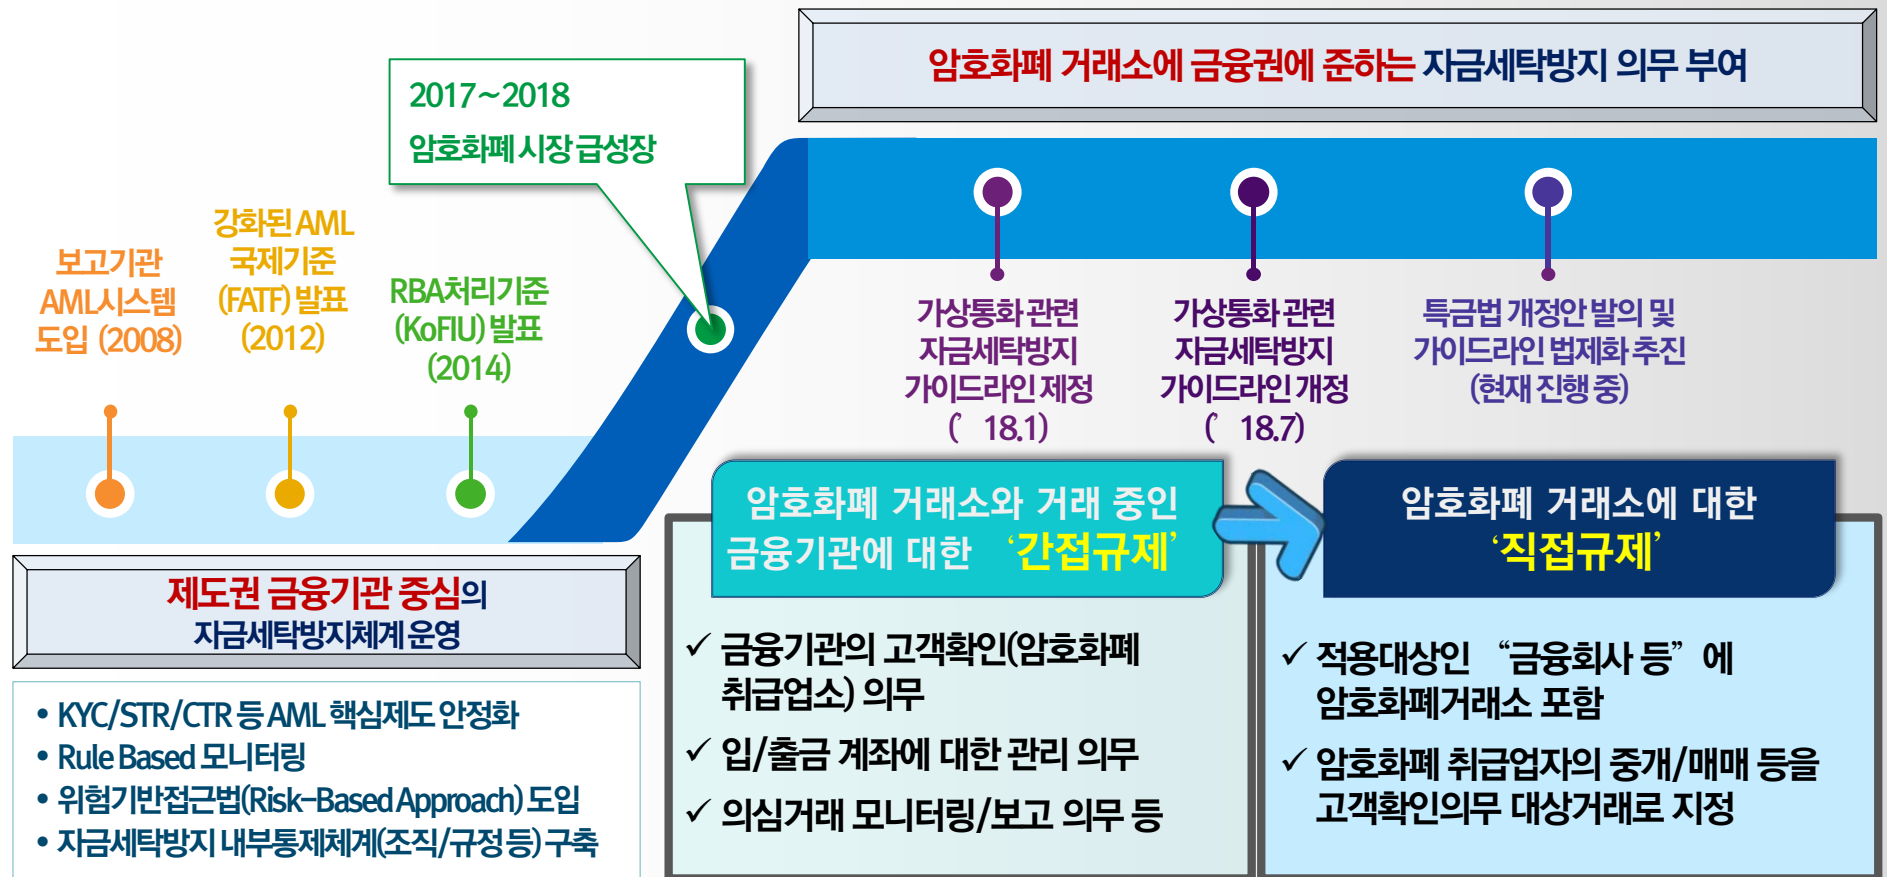 암호화폐 거래소에 금융권에 준하는 자금세탁방지 의무 부여
2017~2018
암호화폐 시장 급성장
보고기관
AML시스템
도입 (2008)
강화된 AML
국제기준
(FATF) 발표
(2012)
RBA처리기준
(KoFIU) 발표
(2014)
가상통화 관련
자금세탁방지
가이드라인 제정
(’18.1)
가상통화 관련
자금세탁방지
가이드라인 개정
(’18.7)
특금법 개정안 발의 및
가이드라인 법제화 추진
(현재 진행 중)
제도권 금융기관 중심의
자금세탁방지체계 운영
• KYC/STR/CTR 등 AML 핵심제도 안정화
• Rule Based 모니터링
• 위험기반접근법(Risk-Based Approach) 도입
• 자금세탁방지 내부통제체계(조직/규정 등) 구축
암호화폐 거래소와 거래 중인
금융기관에 대한 ‘간접규제’
✓ 금융기관의 고객확인(암호화폐
취급업소) 의무
✓ 입/출금 계좌에 대한 관리 의무
✓ 의심거래 모니터링/보고 의무 등
암호화폐 거래소에 대한
‘직접규제’
✓ 적용대상인 “금융회사 등”에
암호화폐거래소 포함
✓ 암호화폐 취급업자의 중개/매매 등을
고객확인의무 대상거래로 지정